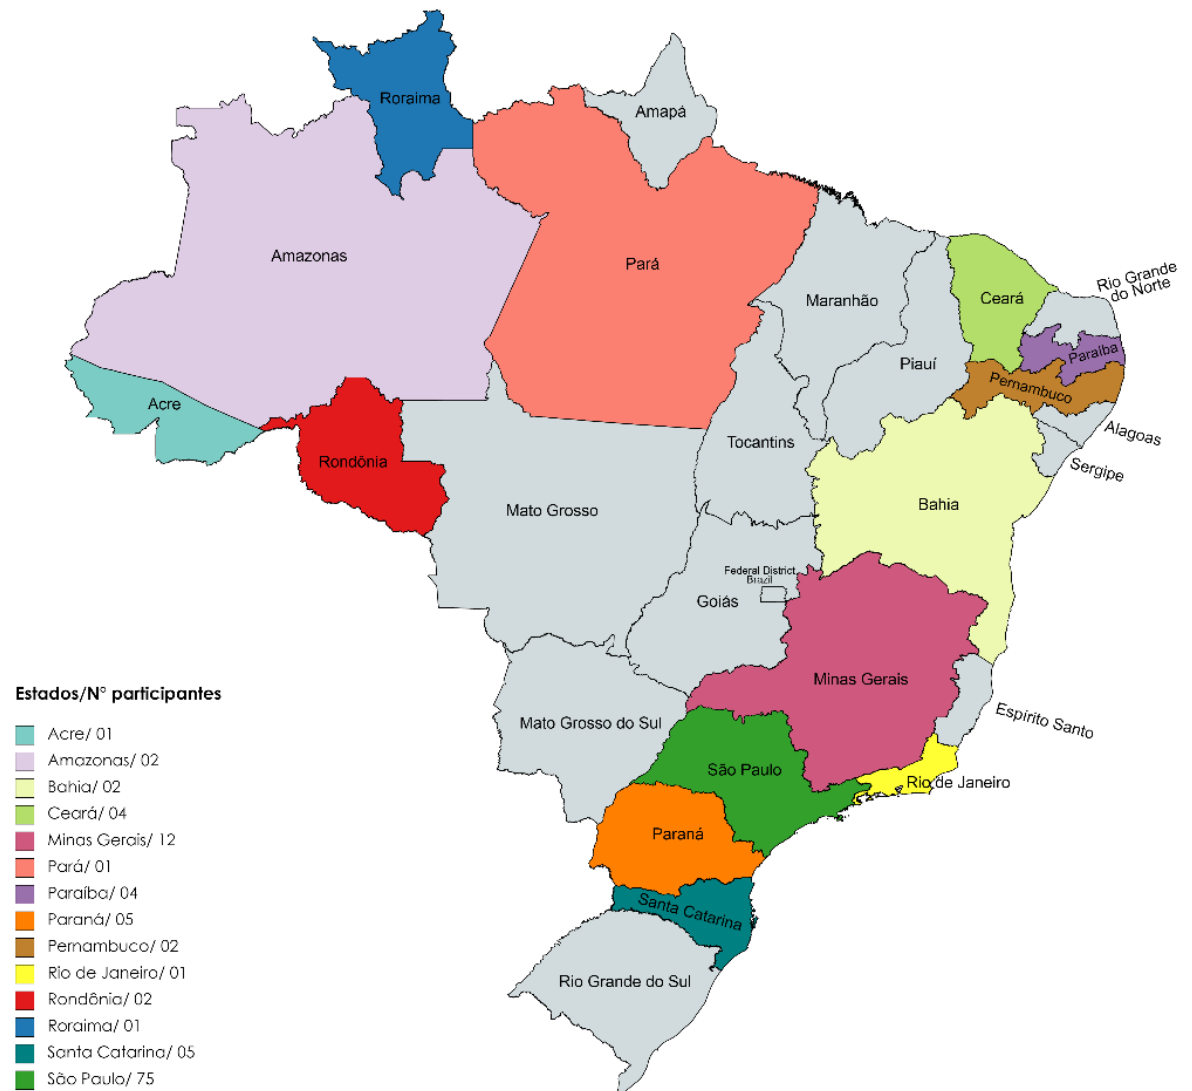 Roraima
Amapá
Amazonas
Pará
Maranhão
Ceará
Rio Grande
do Norte
Paraíba
Piauí
Pernambuco
Acre
Alagoas
Tocantins
Rondônia
Sergipe
Mato Grosso
Bahia
Federal District,
Brazil
Goiás
Minas Gerais
Mato Grosso do Sul
Espírito Santo
São Paulo
Rio de Janeiro
Paraná
Santa Catarina
Rio Grande do Sul
Estados/N° participantes
Acre/ 01
Amazonas/ 02
Bahia/ 02
Ceará/ 04
Minas Gerais/ 12
Pará/ 01
Paraíba/ 04
Paraná/ 05
Pernambuco/ 02
Rio de Janeiro/ 01
Rondônia/ 02
Roraima/ 01
Santa Catarina/ 05
São Paulo/ 75